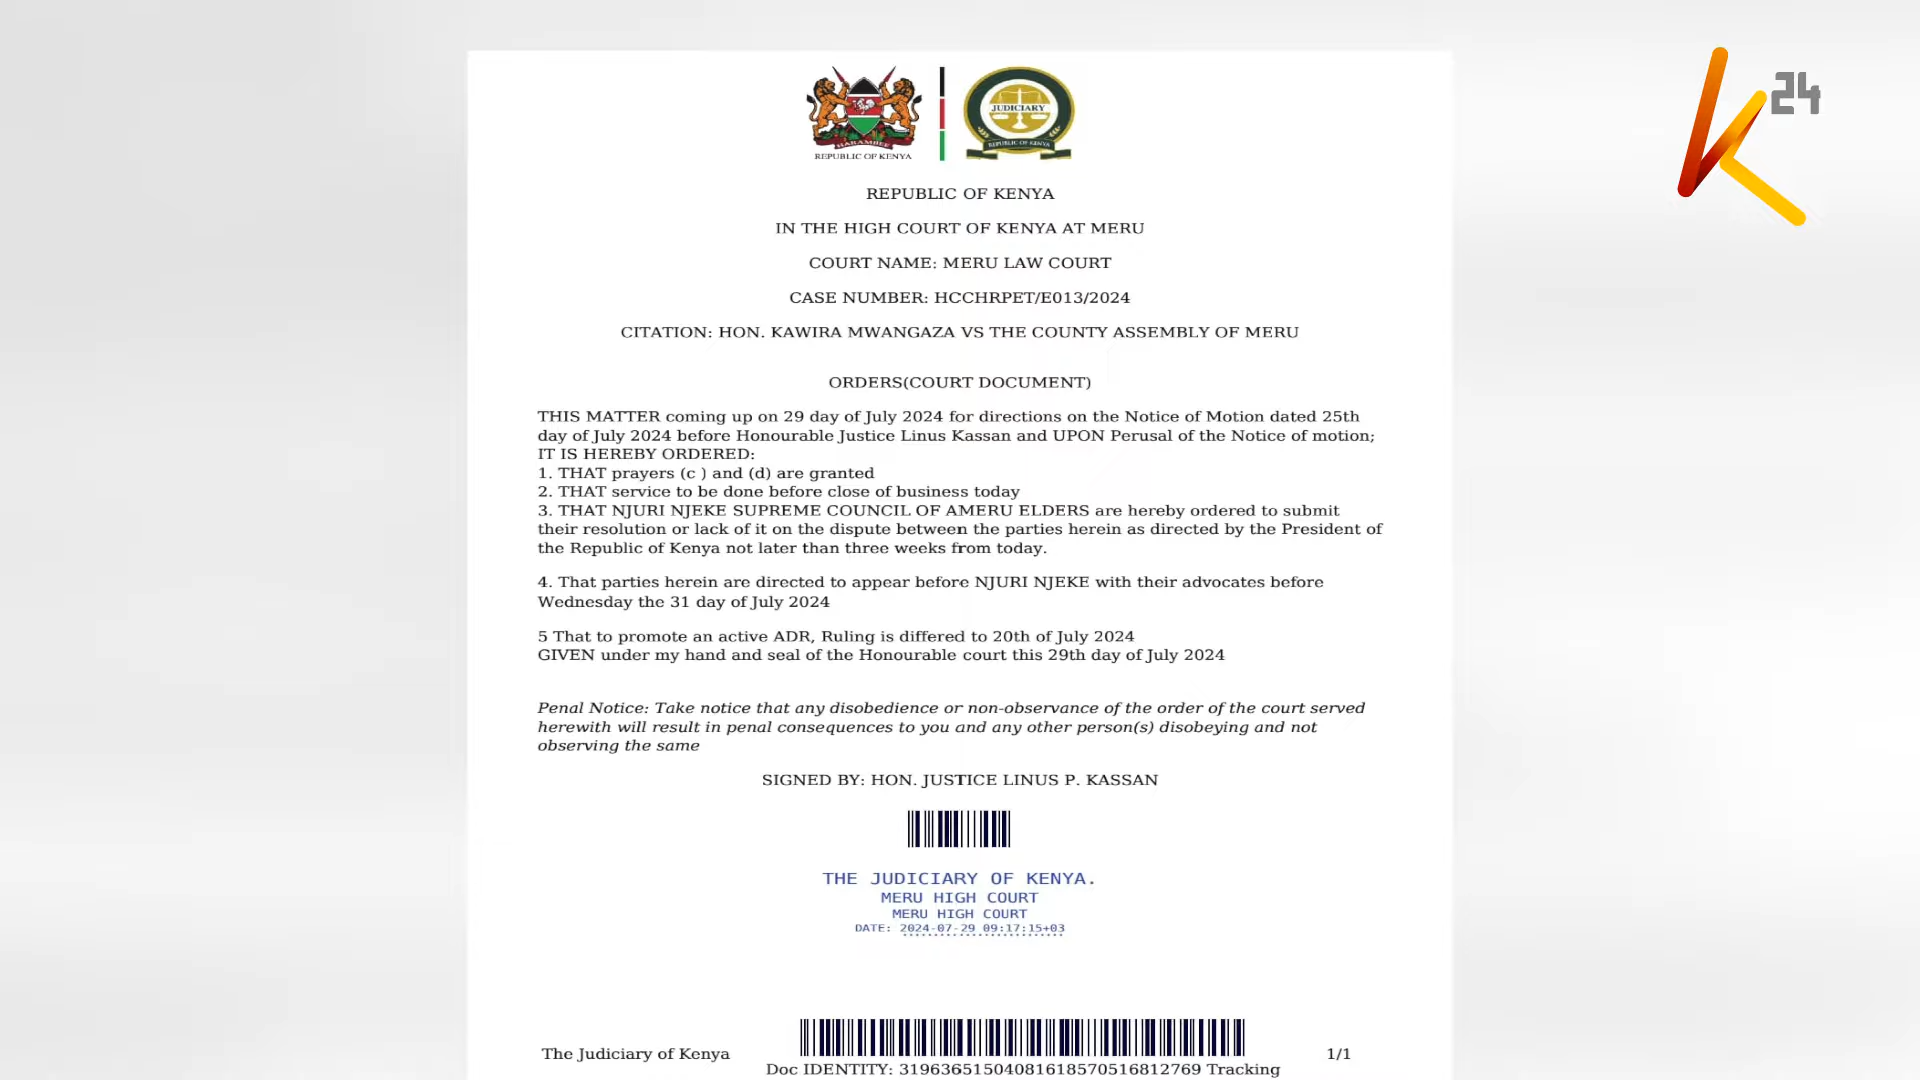 24
HARAMBEE
REPUBLIC OF KENYA
JUDICIARY
REPUBLIC OF KENYA
REPUBLIC OF KENYA
IN THE HIGH COURT OF KENYA AT MERU
COURT NAME: MERU LAW COURT
CASE NUMBER: HCCHRPET/E013/2024
CITATION: HON. KAWIRA MWANGAZA VS THE COUNTY ASSEMBLY OF MERU
ORDERS(COURT DOCUMENT)
THIS MATTER coming up on 29 day of July 2024 for directions on the Notice of Motion dated 25th
day of July 2024 before Honourable Justice Linus Kassan and UPON Perusal of the Notice of motion;
IT IS HEREBY ORDERED:
1. THAT prayers (c ) and (d) are granted
2. THAT service to be done before close of business today
3. THAT NJURI NJEKE SUPREME COUNCIL OF AMERU ELDERS are hereby ordered to submit
their resolution or lack of it on the dispute between the parties herein as directed by the President of
the Republic of Kenya not later than three weeks from today.
4. That parties herein are directed to appear before NJURI NJEKE with their advocates before
Wednesday the 31 day of July 2024
5 That to promote an active ADR, Ruling is differed to 20th of July 2024
GIVEN under my hand and seal of the Honourable court this 29th day of July 2024
Penal Notice: Take notice that any disobedience or non-observance of the order of the court served
herewith will result in penal consequences to you and any other person(s) disobeying and not
observing the same
SIGNED BY: HON. JUSTICE LINUS P. KASSAN
THE JUDICIARY OF KENYA.
MERU HIGH COURT
MERU HIGH COURT
DATE: 2024-07-29 09:17:15+03
The Judiciary of Kenya
1/1
Doc IDENTITY: 31963651504081618570516812769 Tracking